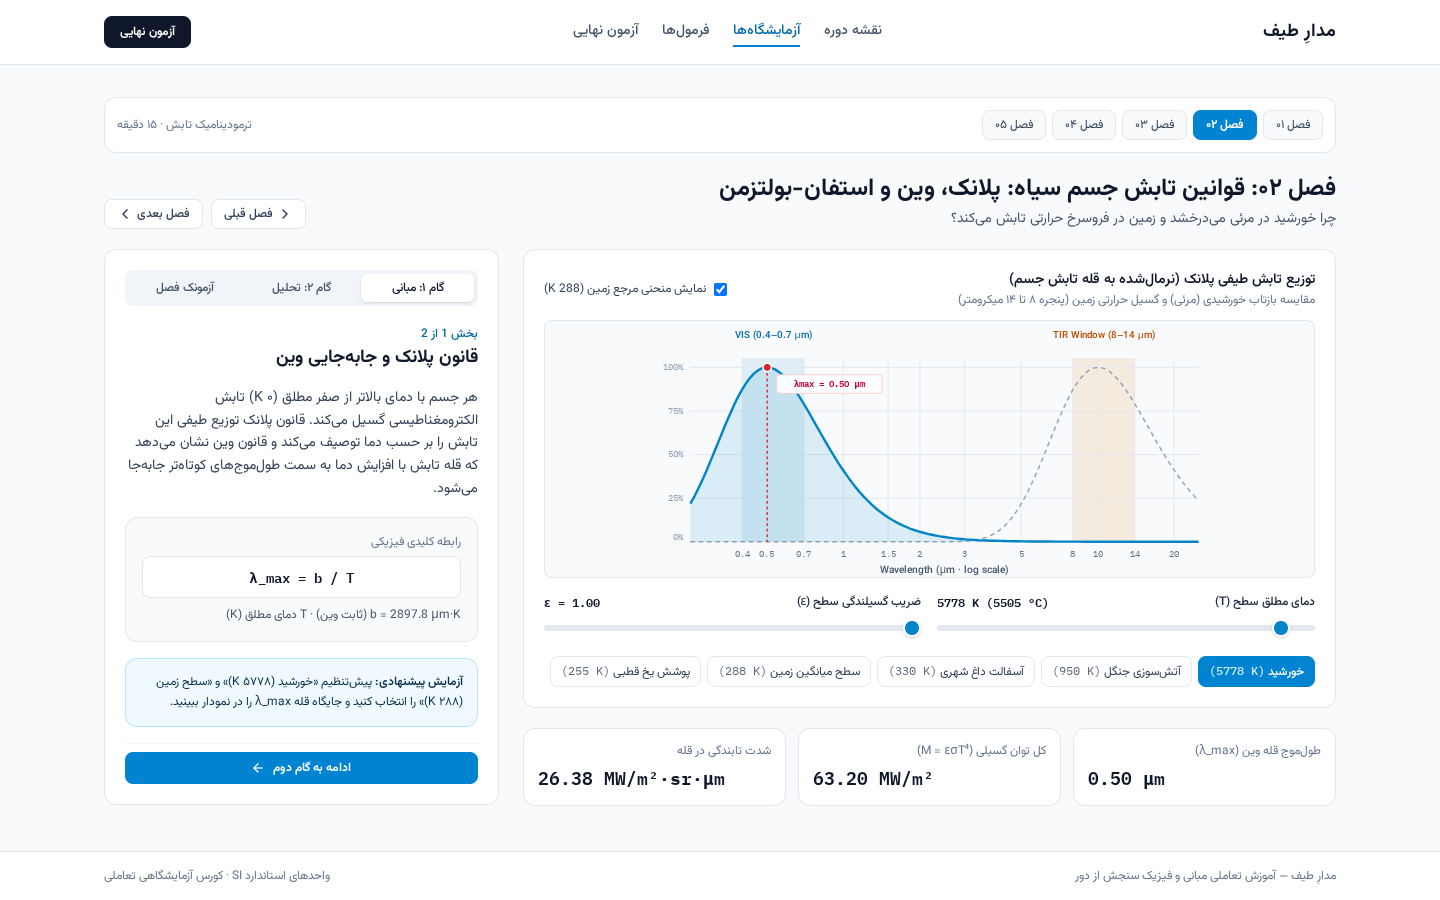 مدارِ طیف
نقشه دوره
آزمایشگاه‌ها
فرمول‌ها
آزمون نهایی
آزمون نهایی
فصل ۰۱
فصل ۰۲
فصل ۰۳
فصل ۰۴
فصل ۰۵
ترمودینامیک تابش · ۱۵ دقیقه
فصل ۰۲: قوانین تابش جسم سیاه: پلانک، وین و استفان-بولتزمن
چرا خورشید در مرئی می‌درخشد و زمین در فروسرخ حرارتی تابش می‌کند؟
فصل قبلی
فصل بعدی
توزیع تابش طیفی پلانک (نرمال‌شده به قله تابش جسم)
مقایسه بازتاب خورشیدی (مرئی) و گسیل حرارتی زمین (پنجره ۸ تا ۱۴ میکرومتر)
نمایش منحنی مرجع زمین (288 K)
VIS (0.4–0.7 μm)
TIR Window (8–14 μm)
100%
75%
50%
25%
0%
λmax = 0.50 μm
0.4 0.5 0.7 1 1.5 2 3 5 8 10 14 20
Wavelength (μm · log scale)
دمای مطلق سطح (T)
5778 K (5505 °C)
ضریب گسیلندگی سطح (ε)
ε = 1.00
خورشید (5778 K)
آتش‌سوزی جنگل (950 K)
آسفالت داغ شهری (330 K)
سطح میانگین زمین (288 K)
پوشش یخ قطبی (255 K)
طول‌موج قله وین (λ_max)
0.50 μm
کل توان گسیلی (M = εσT⁴)
63.20 MW/m²
شدت تابندگی در قله
26.38 MW/m²·sr·μm
گام ۱: مبانی
گام ۲: تحلیل
آزمونک فصل
بخش 1 از 2
قانون پلانک و جابه‌جایی وین
هر جسم با دمای بالاتر از صفر مطلق (۰ K) تابش
الکترومغناطیسی گسیل می‌کند. قانون پلانک توزیع طیفی این
تابش را بر حسب دما توصیف می‌کند و قانون وین نشان می‌دهد
که قله تابش با افزایش دما به سمت طول‌موج‌های کوتاه‌تر جابه‌جا
می‌شود.
رابطه کلیدی فیزیکی
λ_max = b / T
b = 2897.8 μm·K (ثابت وین) · T دمای مطلق (K)
آزمایش پیشنهادی: پیش‌تنظیم «خورشید (۵۷۷۸ K)» و «سطح زمین
(۲۸۸ K)» را انتخاب کنید و جایگاه قله λ_max را در نمودار ببینید.
ادامه به گام دوم
مدارِ طیف — آموزش تعاملی مبانی و فیزیک سنجش از دور
واحدهای استاندارد SI · کورس آزمایشگاهی تعاملی